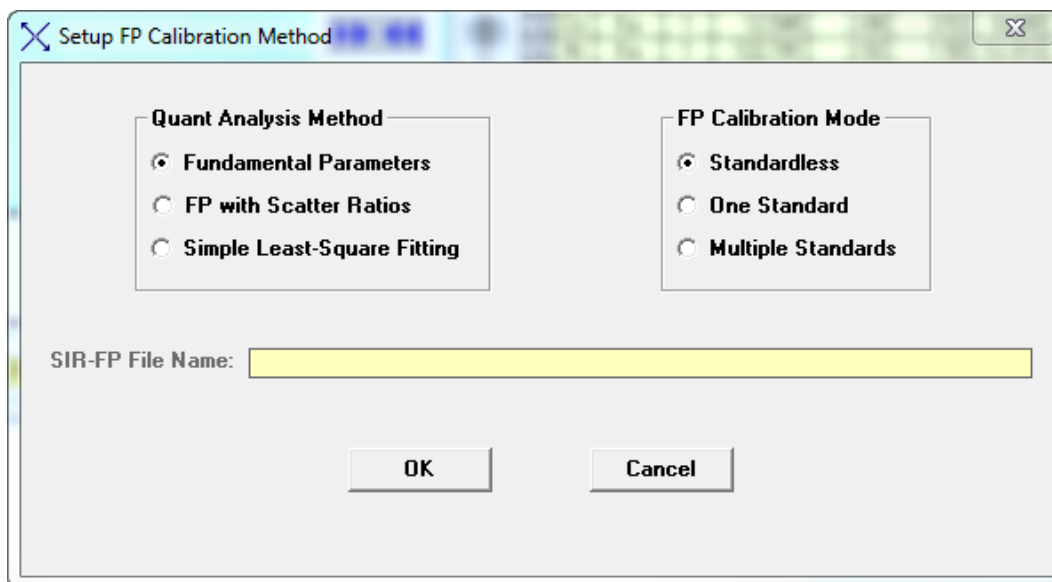 Setup FP Calibration Method
Quant Analysis Method
Fundamental Parameters
FP with Scatter Ratios
Simple Least-Square Fitting
FP Calibration Mode
Standardless
One Standard
Multiple Standards
SIR-FP File Name:
OK
Cancel